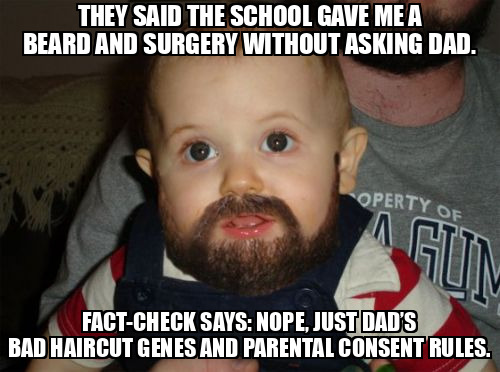 THEY SAID THE SCHOOL GAVE ME A
BEARD AND SURGERY WITHOUT ASKING DAD.
OPERTY OF
AGUN
FACT-CHECK SAYS: NOPE, JUST DAD'S
BAD HAIRCUT GENES AND PARENTAL CONSENT RULES.